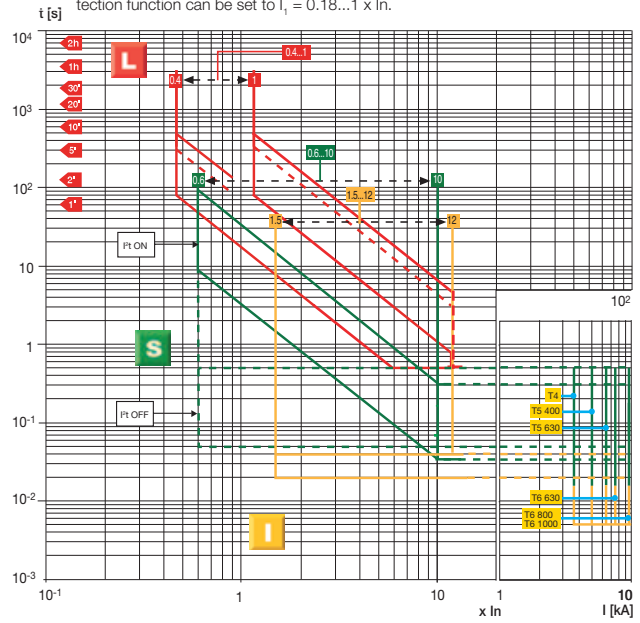 tection function can be set to I₁ = 0.18...1 x In.
t [s]
10⁴
2h
1h
30'
20'
10'
5'
2'
1'
L
0.4...1
0.4
1
10³
0.6...10
0.6
10
1.5...12
1.5
12
10²
I²t ON
10
10²
1
S
T4
T5 400
T5 630
I²t OFF
10⁻¹
10⁻²
T6 630
T6 800
T6 1000
I
10⁻³
10⁻¹
1
10
1
10
x In
I [kA]